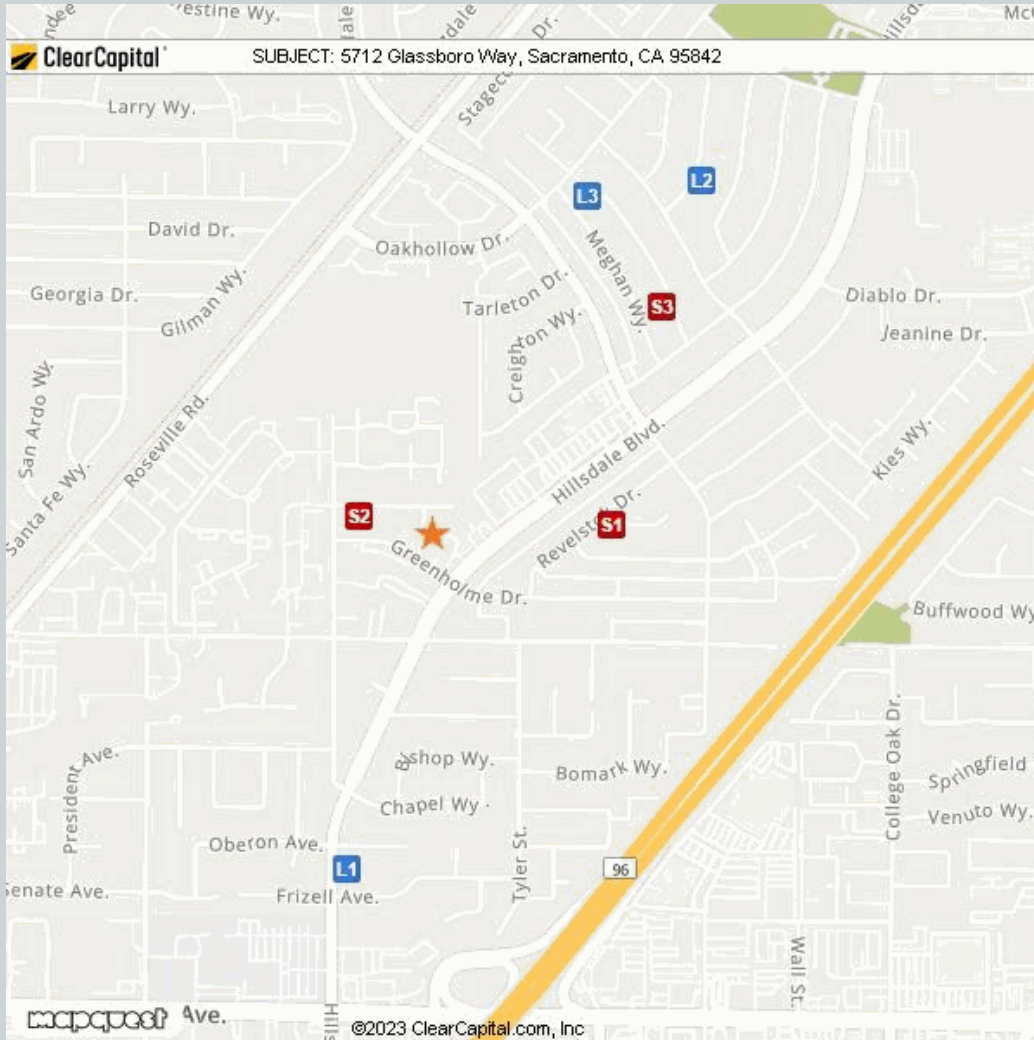 estine Wy.
ClearCapital
SUBJECT: 5712 Glassboro Way, Sacramento, CA 95842
Larry Wy.
L3
L2
David Dr.
Oakhollow Dr.
Meghan Wy.
Georgia Dr.
Gilman Wy.
Tarleton Dr.
S3
Diablo Dr.
Creighton Wy.
Jeanine Dr.
San Ardo Wy.
Roseville Rd.
Hillsdale Blvd.
Kies Wy.
Santa Fe Wy.
S2
S1
Greenholme Dr.
Buffwood Wy
President Ave.
Bishop Wy.
Bomark Wy.
College Oak Dr.
Springfield
Chapel Wy.
Venuto Wy.
Oberon Ave.
Tyler St.
L1
96
Senate Ave.
Frizell Ave.
Wall St.
mapquest
Ave.
©2023 ClearCapital.com, Inc